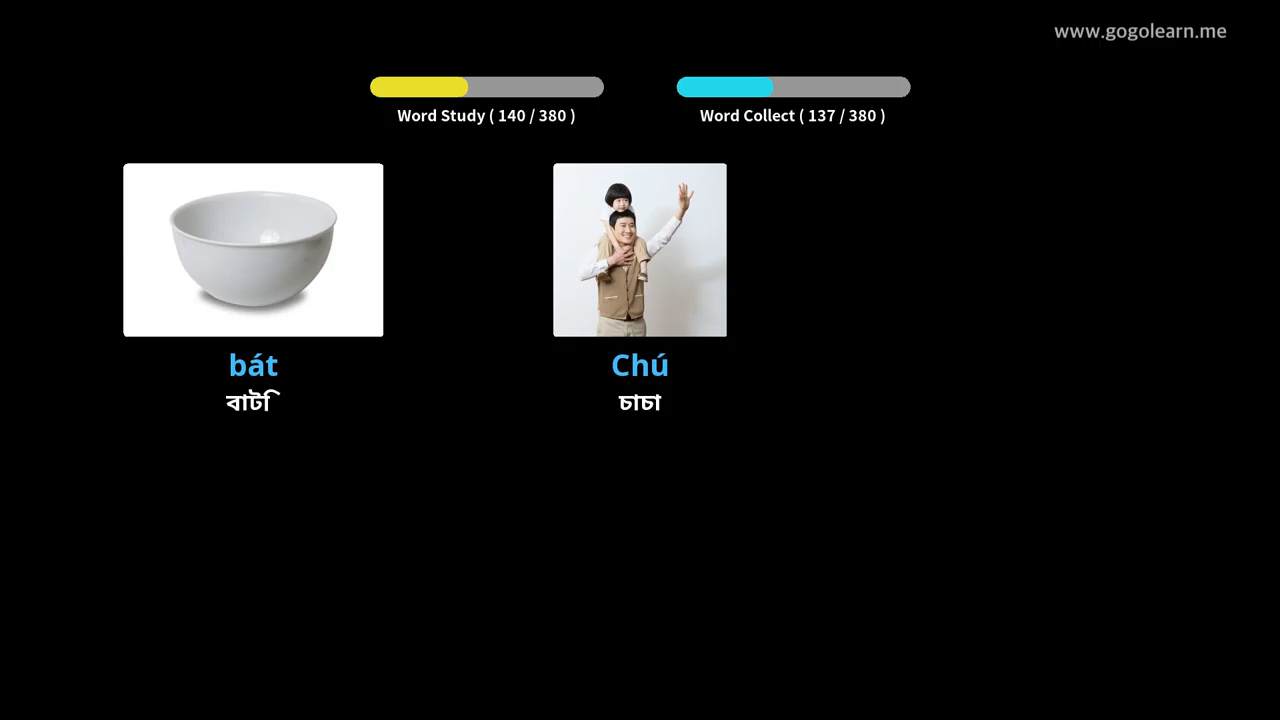 www.gogolearn.me
Word Study ( 140 / 380 )
Word Collect ( 137 / 380 )
bát
বাটি
Chú
চাচা